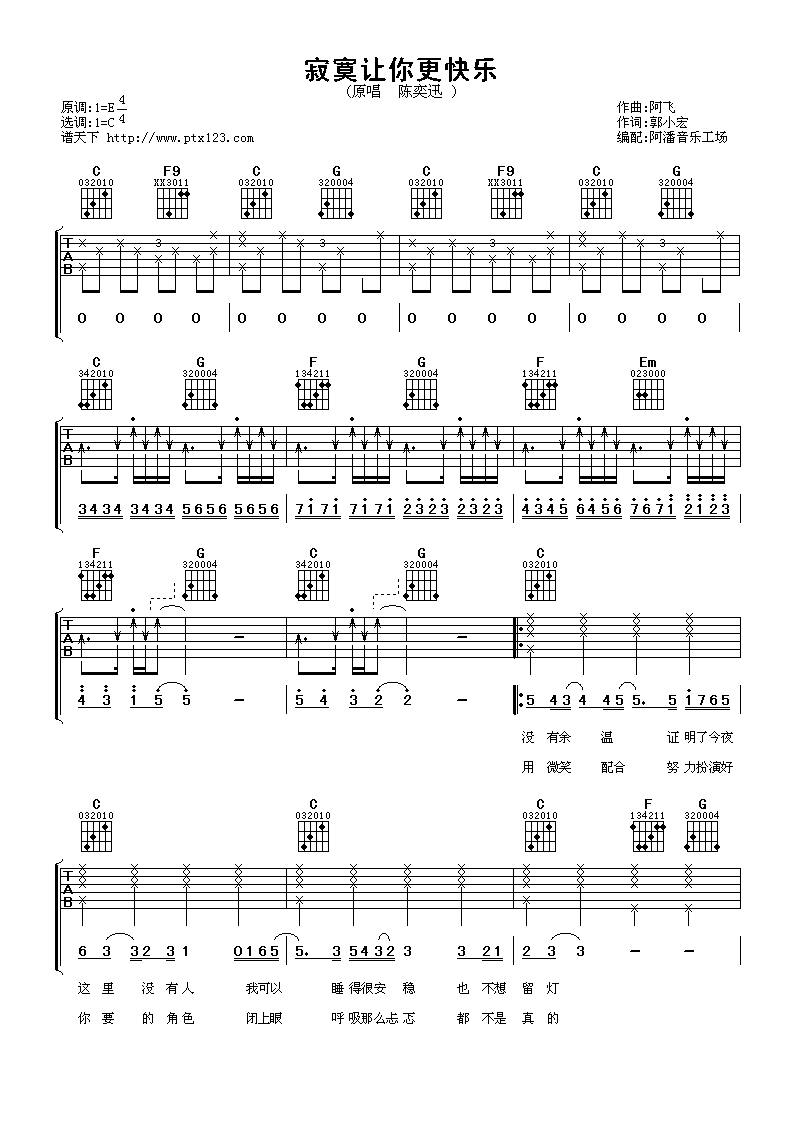 寂寞让你更快乐
(原唱 陈奕迅 )
原调:1=E 4/4
选调:1=C
谱天下 http://www.ptx123.com
作曲:阿飞
作词:郭小宏
编配:阿潘音乐工场
C F9 C G C F9 C G
032010 XX3011 032010 320004 032010 XX3011 032010 320004
T A B 3 3 3 3
0 0 0 0 0 0 0 0 0 0 0 0 0 0 0 0
C G F G F Em
342010 320004 134211 320004 134211 023000
T A B
3434 3434 5656 5656 7171 7171 2323 2323 4345 6456 7671 2123
F G C G C
134211 320004 342010 320004 032010
T A B
4 3 1 5 5 - 5 4 3 2 2 - 5 43 4 45 5. 5 1765
没 有余 温 证 明了今夜
用 微笑 配合 努 力扮演好
C C C F G
032010 032010 032010 134211 320004
T A B
6 3 32 31 0165 5. 3 5432 3 3 21 2 3 3 - -
这 里 没 有人 我可以 睡 得很安 稳 也 不想 留 灯
你 要 的 角色 闭上眼 呼 吸那么忐 忑 都 不是 真 的